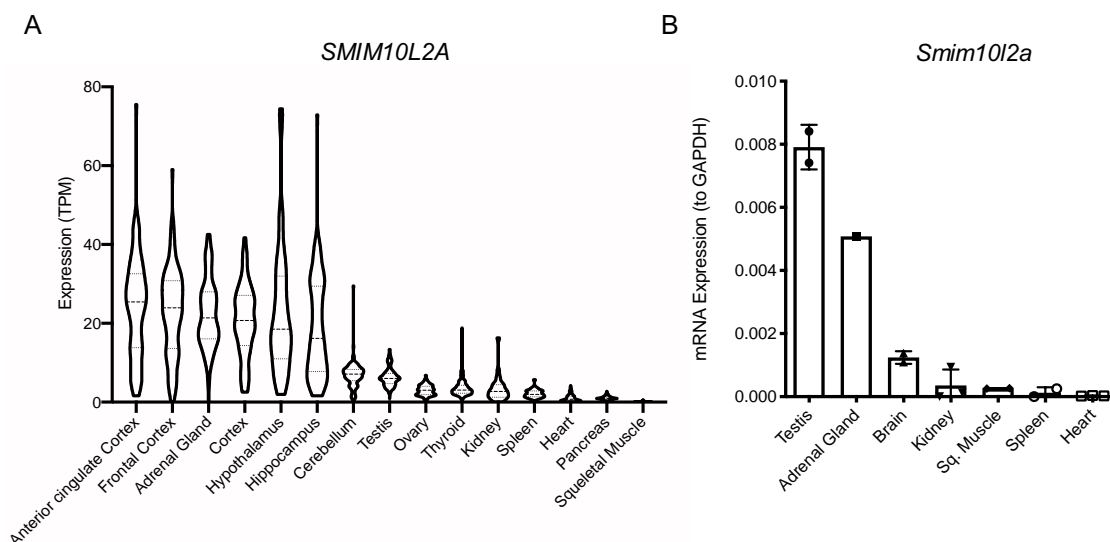 A
SMIM10L2A
Expression (TPM)
80
60
40
20
0
Anterior cingulate Cortex
Frontal Cortex
Adrenal Gland
Cortex
Hypothalamus
Hippocampus
Cerebellum
Testis
Ovary
Thyroid
Kidney
Spleen
Heart
Pancreas
Squeletal Muscle
B
Smim10l2a
mRNA Expression (to GAPDH)
0.010
0.008
0.006
0.004
0.002
0.000
Testis
Adrenal Gland
Brain
Kidney
Sq. Muscle
Spleen
Heart